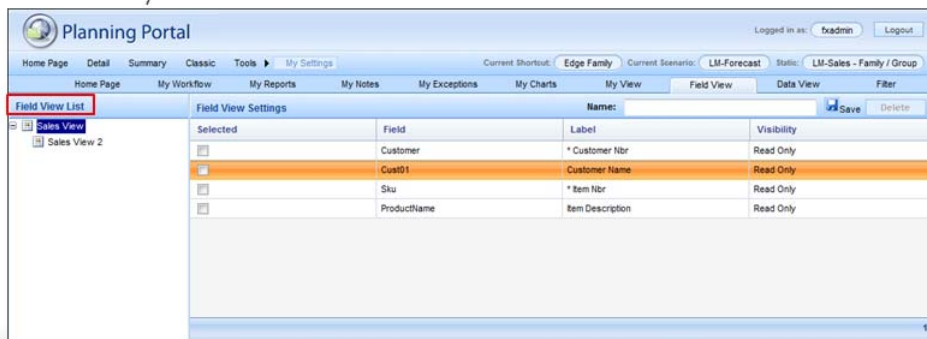 Planning Portal
Logged in as: fxadmin Logout
Home Page Detail Summary Classic Tools My Settings Current Shortcut: Edge Family Current Scenario: LM-Forecast Static: LM-Sales - Family / Group
Home Page My Workflow My Reports My Notes My Exceptions My Charts My View Field View Data View Filter
Field View List Field View Settings Name: Save Delete
Sales View Selected Field Label Visibility
Sales View 2 Customer * Customer Nbr Read Only
Cust01 Customer Name Read Only
Sku * Item Nbr Read Only
ProductName Item Description Read Only